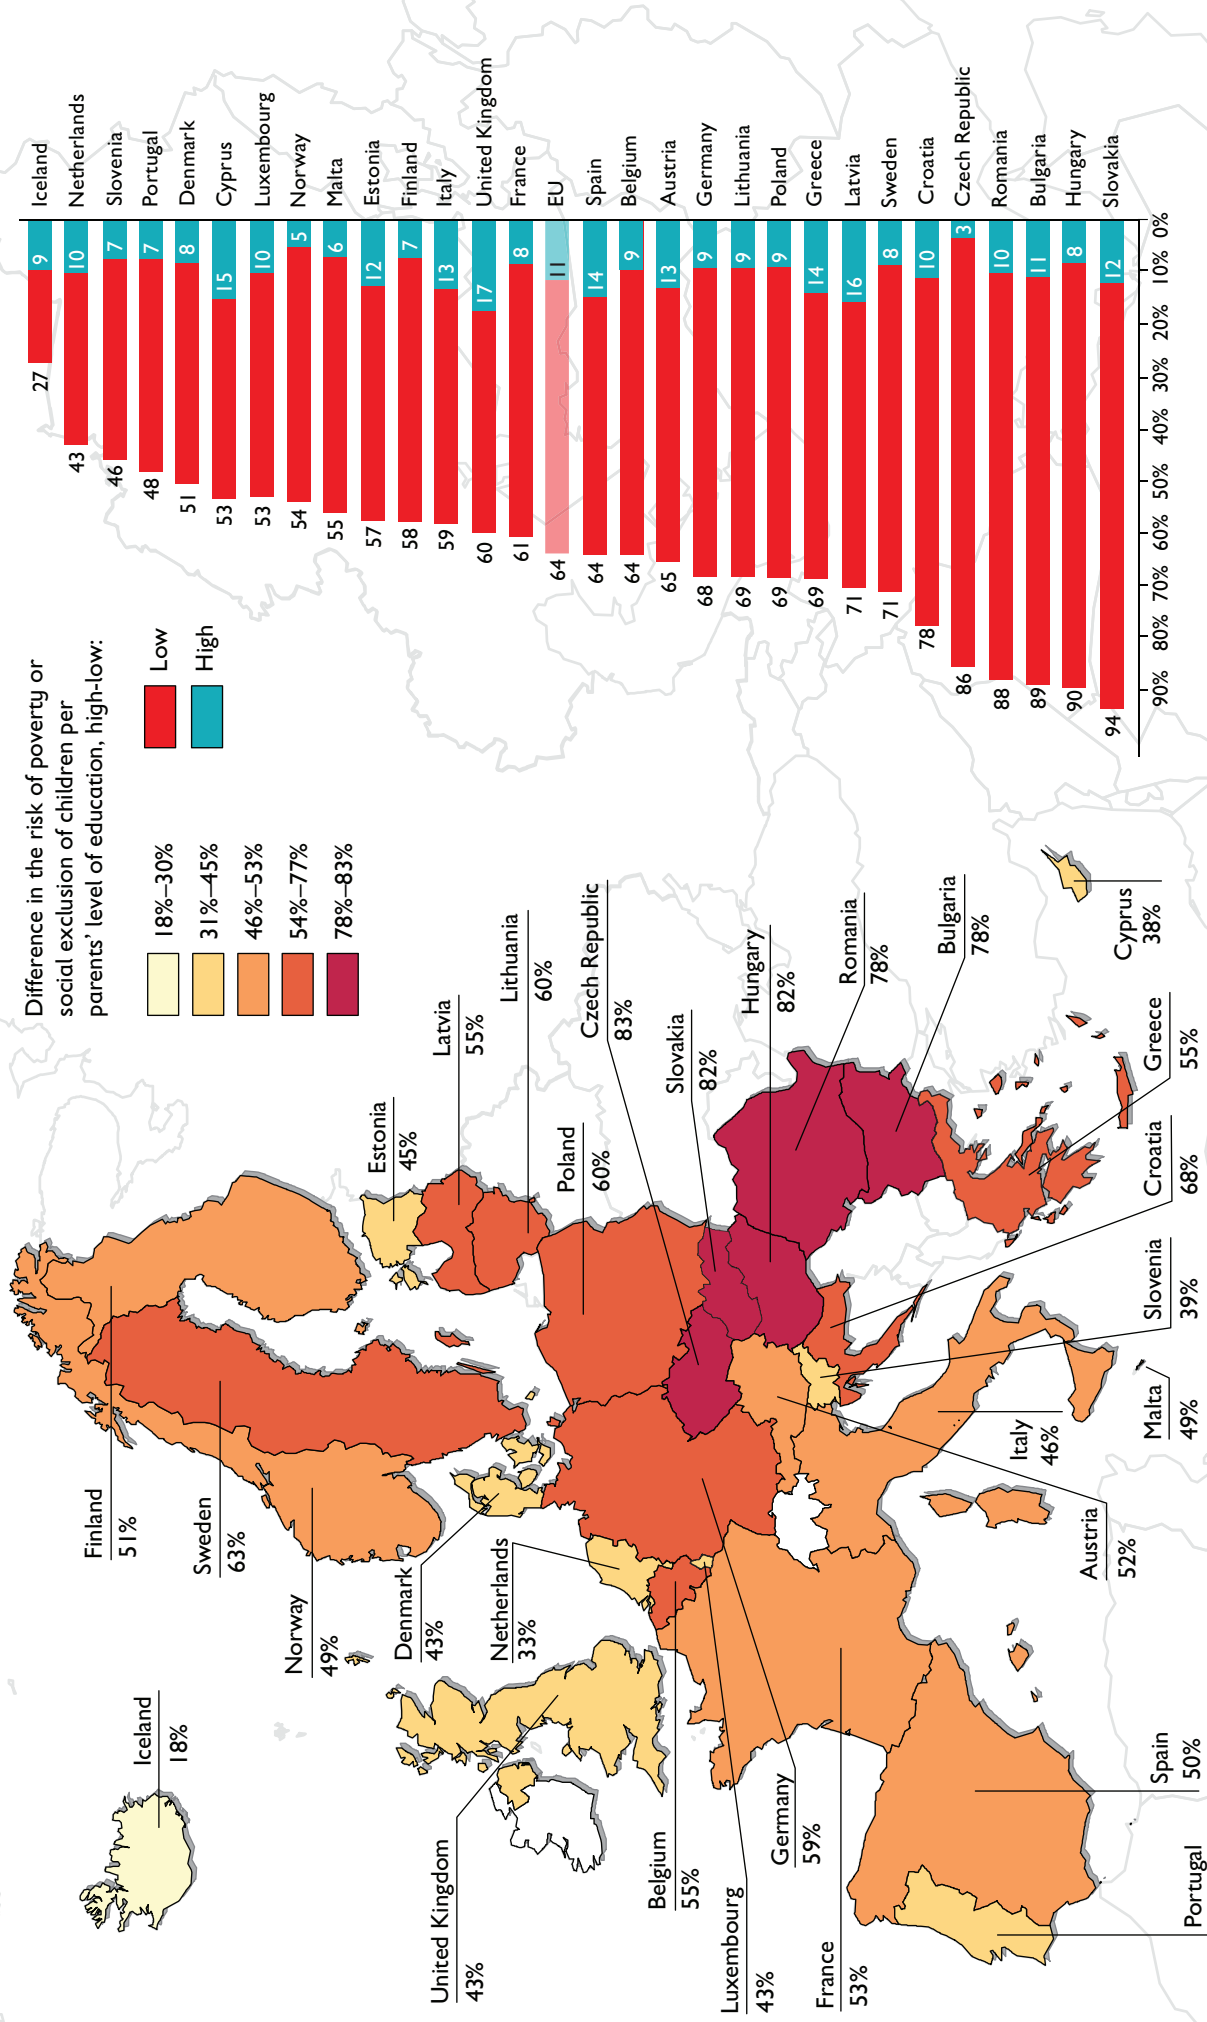 Difference in the risk of poverty or
social exclusion of children per
parents’ level of education, high-low:
18%–30%
31%–45%
46%–53%
54%–77%
78%–83%
Low
High
Iceland
18%
Norway
49%
Sweden
63%
Finland
51%
Denmark
43%
Netherlands
33%
United Kingdom
43%
Belgium
55%
Luxembourg
43%
Germany
59%
France
53%
Portugal
Spain
50%
Estonia
45%
Latvia
55%
Lithuania
60%
Poland
60%
Czech Republic
83%
Slovakia
82%
Hungary
82%
Romania
78%
Bulgaria
78%
Cyprus
38%
Greece
55%
Croatia
68%
Slovenia
39%
Malta
49%
Italy
46%
Austria
52%
27 9 Iceland
43 10 Netherlands
46 7 Slovenia
48 7 Portugal
51 8 Denmark
53 15 Cyprus
53 10 Luxembourg
54 5 Norway
55 6 Malta
57 12 Estonia
58 7 Finland
59 13 Italy
60 17 United Kingdom
61 8 France
64 11 EU
64 14 Spain
64 9 Belgium
65 13 Austria
68 9 Germany
69 9 Lithuania
69 9 Poland
69 14 Greece
71 16 Latvia
71 8 Sweden
78 10 Croatia
86 3 Czech Republic
88 10 Romania
89 11 Bulgaria
90 8 Hungary
94 12 Slovakia
90% 80% 70% 60% 50% 40% 30% 20% 10% 0%